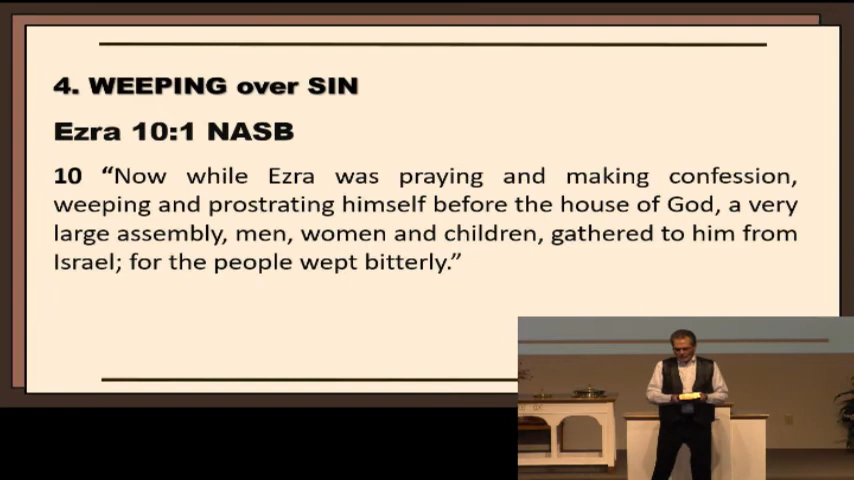 4. WEEPING over SIN
Ezra 10:1 NASB
10 “Now while Ezra was praying and making confession,
weeping and prostrating himself before the house of God, a very
large assembly, men, women and children, gathered to him from
Israel; for the people wept bitterly.”